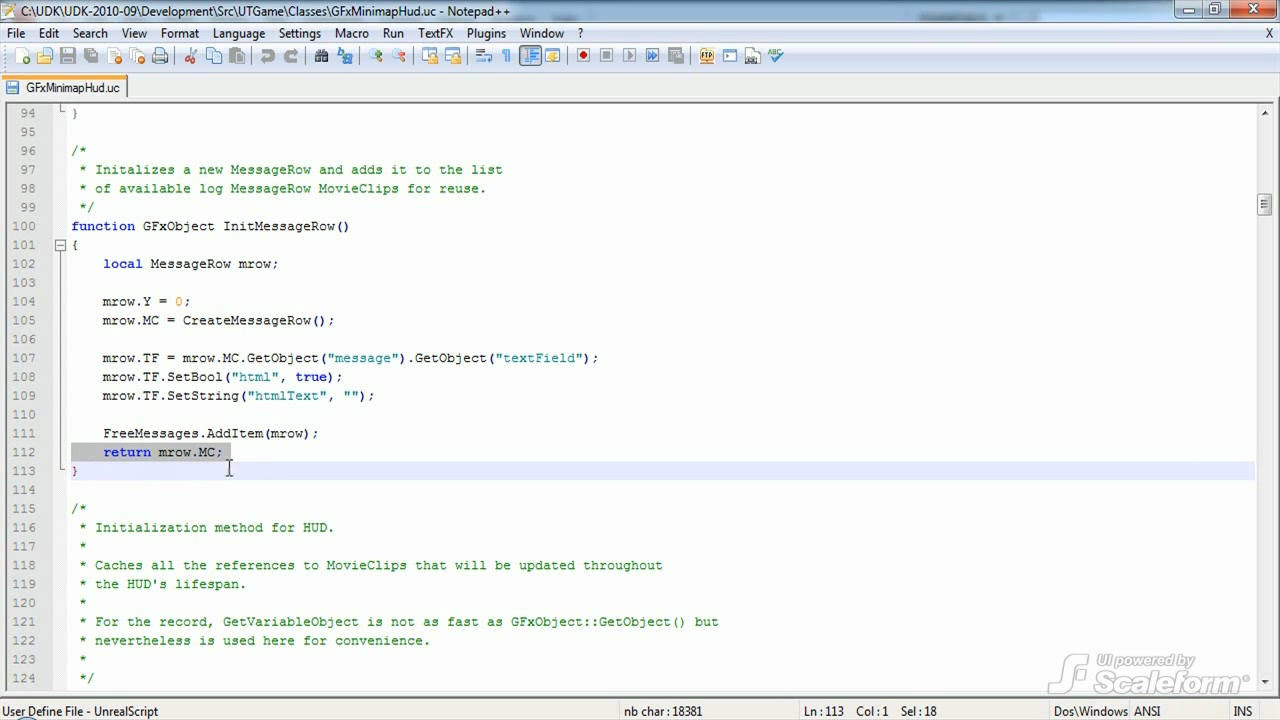 C:\UDK\UDK-2010-09\Development\Src\UTGame\Classes\GFxMinimapHud.uc - Notepad++
File Edit Search View Format Language Settings Macro Run TextFX Plugins Window ? X
GFxMinimapHud.uc
94 }
95
96 /*
97 * Initalizes a new MessageRow and adds it to the list
98 * of available log MessageRow MovieClips for reuse.
99 */
100 function GFxObject InitMessageRow()
101 {
102 local MessageRow mrow;
103
104 mrow.Y = 0;
105 mrow.MC = CreateMessageRow();
106
107 mrow.TF = mrow.MC.GetObject("message").GetObject("textField");
108 mrow.TF.SetBool("html", true);
109 mrow.TF.SetString("htmlText", "");
110
111 FreeMessages.AddItem(mrow);
112 return mrow.MC;
113 }
114
115 /*
116 * Initialization method for HUD.
117 *
118 * Caches all the references to MovieClips that will be updated throughout
119 * the HUD's lifespan.
120 *
121 * For the record, GetVariableObject is not as fast as GFxObject::GetObject() but
122 * nevertheless is used here for convenience.
123 *
124 */
UI powered by
Scaleform
User Define File - UnrealScript nb char : 18381 Ln : 113 Col : 1 Sel : 18 Dos\Windows ANSI INS